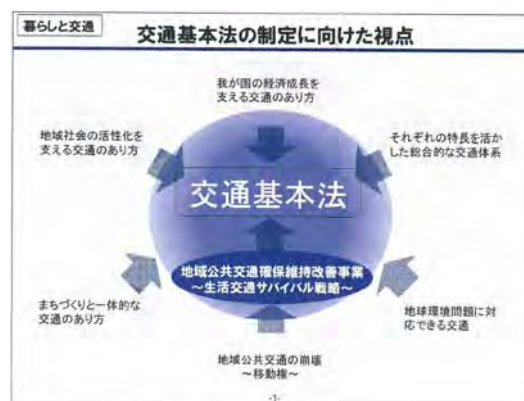 暮らしと交通
交通基本法の制定に向けた視点
我が国の経済成長を
支える交通のあり方
地域社会の活性化を
支える交通のあり方
それぞれの特長を活か
した総合的な交通体系
交通基本法
地域公共交通確保維持改善事業
～生活交通サバイバル戦略～
まちづくりと一体的な
交通のあり方
地球環境問題に対
応できる交通
地域公共交通の崩壊
～移動権～
-1-